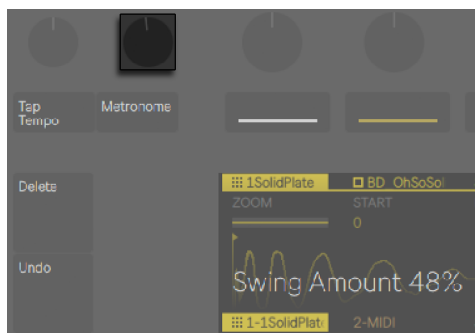 Tap
Tempo
Metronome
Delete
1SolidPlate
BD_OhSoSol
ZOOM
START
0
Undo
Swing Amount 48%
1-1SolidPlat
2-MIDI